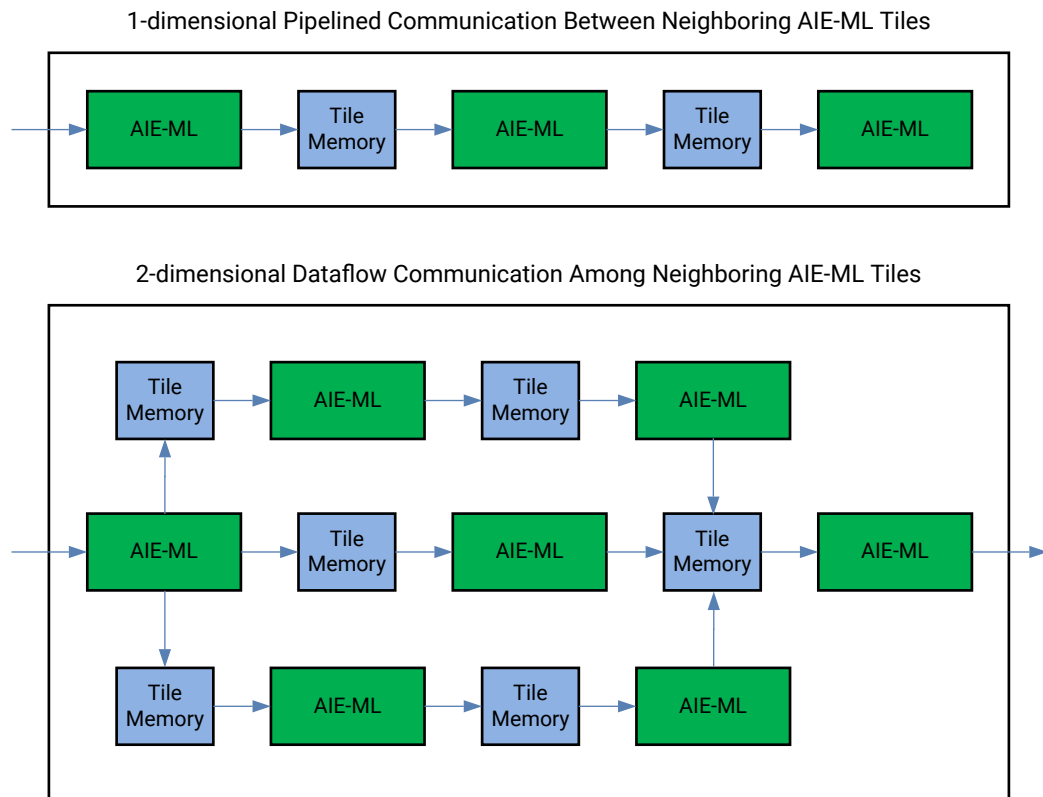 1-dimensional Pipelined Communication Between Neighboring AIE-ML Tiles
AIE-ML
Tile
Memory
AIE-ML
Tile
Memory
AIE-ML
2-dimensional Dataflow Communication Among Neighboring AIE-ML Tiles
Tile
Memory
AIE-ML
Tile
Memory
AIE-ML
AIE-ML
Tile
Memory
AIE-ML
Tile
Memory
AIE-ML
Tile
Memory
AIE-ML
Tile
Memory
AIE-ML